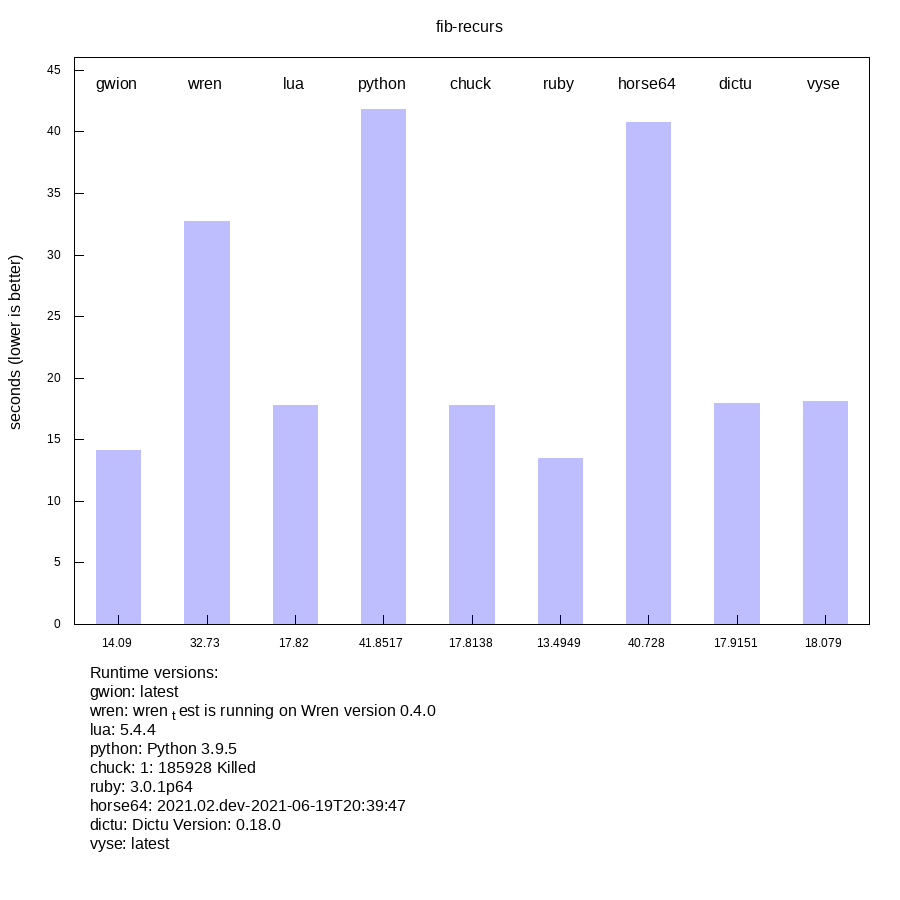 fib-recurs
gwion wren lua python chuck ruby horse64 dictu vyse
45
40
35
30
25
20
15
10
5
0
seconds (lower is better)
14.09 32.73 17.82 41.8517 17.8138 13.4949 40.728 17.9151 18.079
Runtime versions:
gwion: latest
wren: wren t est is running on Wren version 0.4.0
lua: 5.4.4
python: Python 3.9.5
chuck: 1: 185928 Killed
ruby: 3.0.1p64
horse64: 2021.02.dev-2021-06-19T20:39:47
dictu: Dictu Version: 0.18.0
vyse: latest